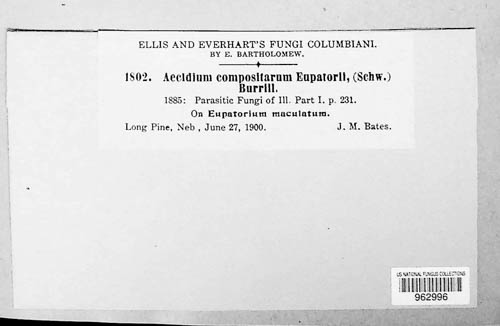 ELLIS AND EVERHART'S FUNGI COLUMBIANI.
BY E. BARTHOLOMEW.
1802. Aecidium compositarum Eupatorii, (Schw.)
Burrill.
1885: Parasitic Fungi of Ill. Part I. p. 231.
On Eupatorium maculatum.
Long Pine, Neb , June 27, 1900. J. M. Bates.
US NATIONAL FUNGUS COLLECTIONS
962996